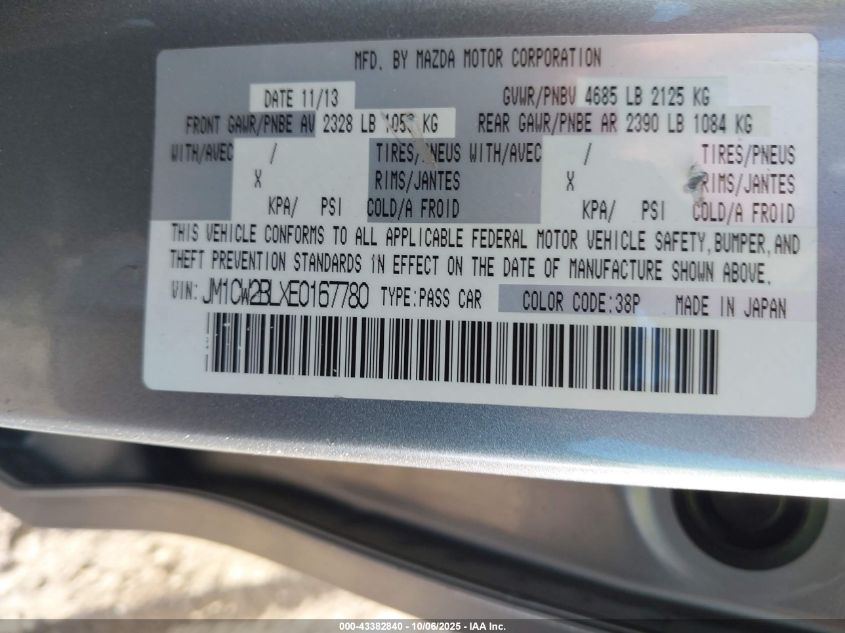 MFD. BY MAZDA MOTOR CORPORATION
DATE 11/13 GVWR/PNBV 4685 LB 2125 KG
FRONT GAWR/PNBE AV 2328 LB KG REAR GAWR/PNBE AR 2390 LB 1084 KG
WITH/AVEC / TIRES/PNEUS WITH/AVEC / TIRES/PNEUS
X RIMS/JANTES X RIMS/JANTES
KPA/ PSI COLD/A FROID KPA/ PSI COLD/A FROID
THIS VEHICLE CONFORMS TO ALL APPLICABLE FEDERAL MOTOR VEHICLE SAFETY, BUMPER, AND
THEFT PREVENTION STANDARDS IN EFFECT ON THE DATE OF MANUFACTURE SHOWN ABOVE.
VIN: JM1CW2BLXE0167780 TYPE:PASS CAR COLOR CODE:38P MADE IN JAPAN
000-43382840 - 10/06/2025 - IAA Inc.